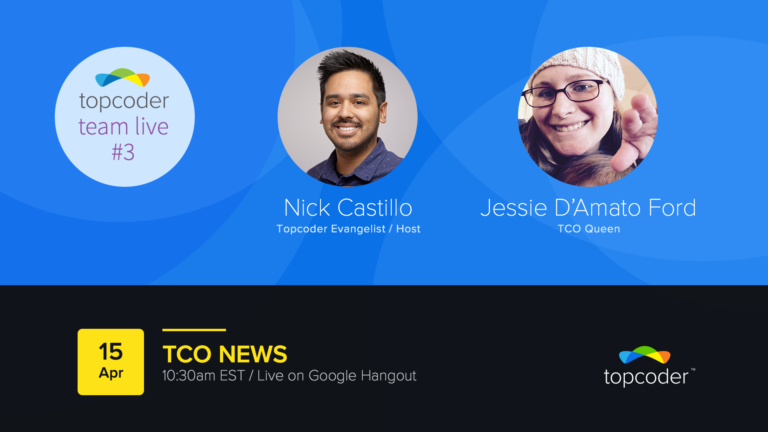 topcoder
team live
#3
Nick Castillo
Topcoder Evangelist / Host
Jessie D'Amato Ford
TCO Queen
15
Apr
TCO NEWS
10:30am EST / Live on Google Hangout
topcoder™